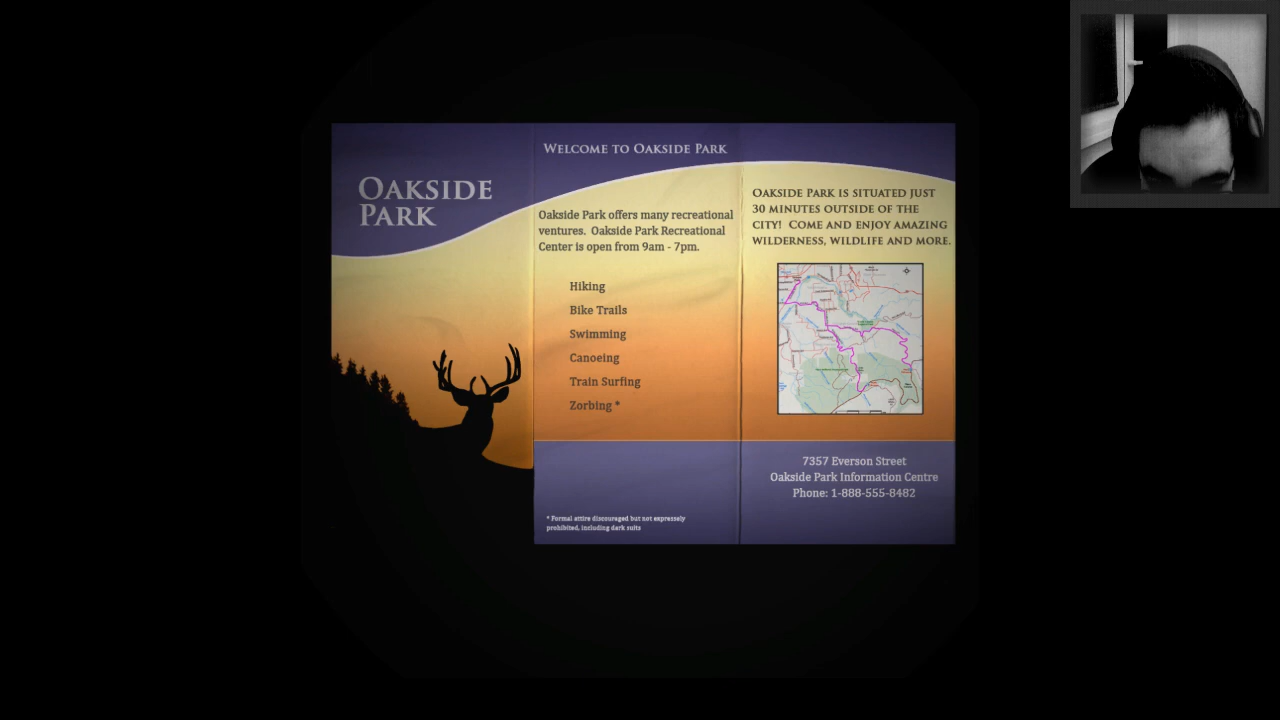 OAKSIDE
PARK
WELCOME TO OAKSIDE PARK
Oakside Park offers many recreational
ventures. Oakside Park Recreational
Center is open from 9am - 7pm.
Hiking
Bike Trails
Swimming
Canoeing
Train Surfing
Zorbing *
* Formal attire discouraged but not expressely
prohibited, including dark suits
OAKSIDE PARK IS SITUATED JUST
30 MINUTES OUTSIDE OF THE
CITY! COME AND ENJOY AMAZING
WILDERNESS, WILDLIFE AND MORE.
7357 Everson Street
Oakside Park Information Centre
Phone: 1-888-555-8482